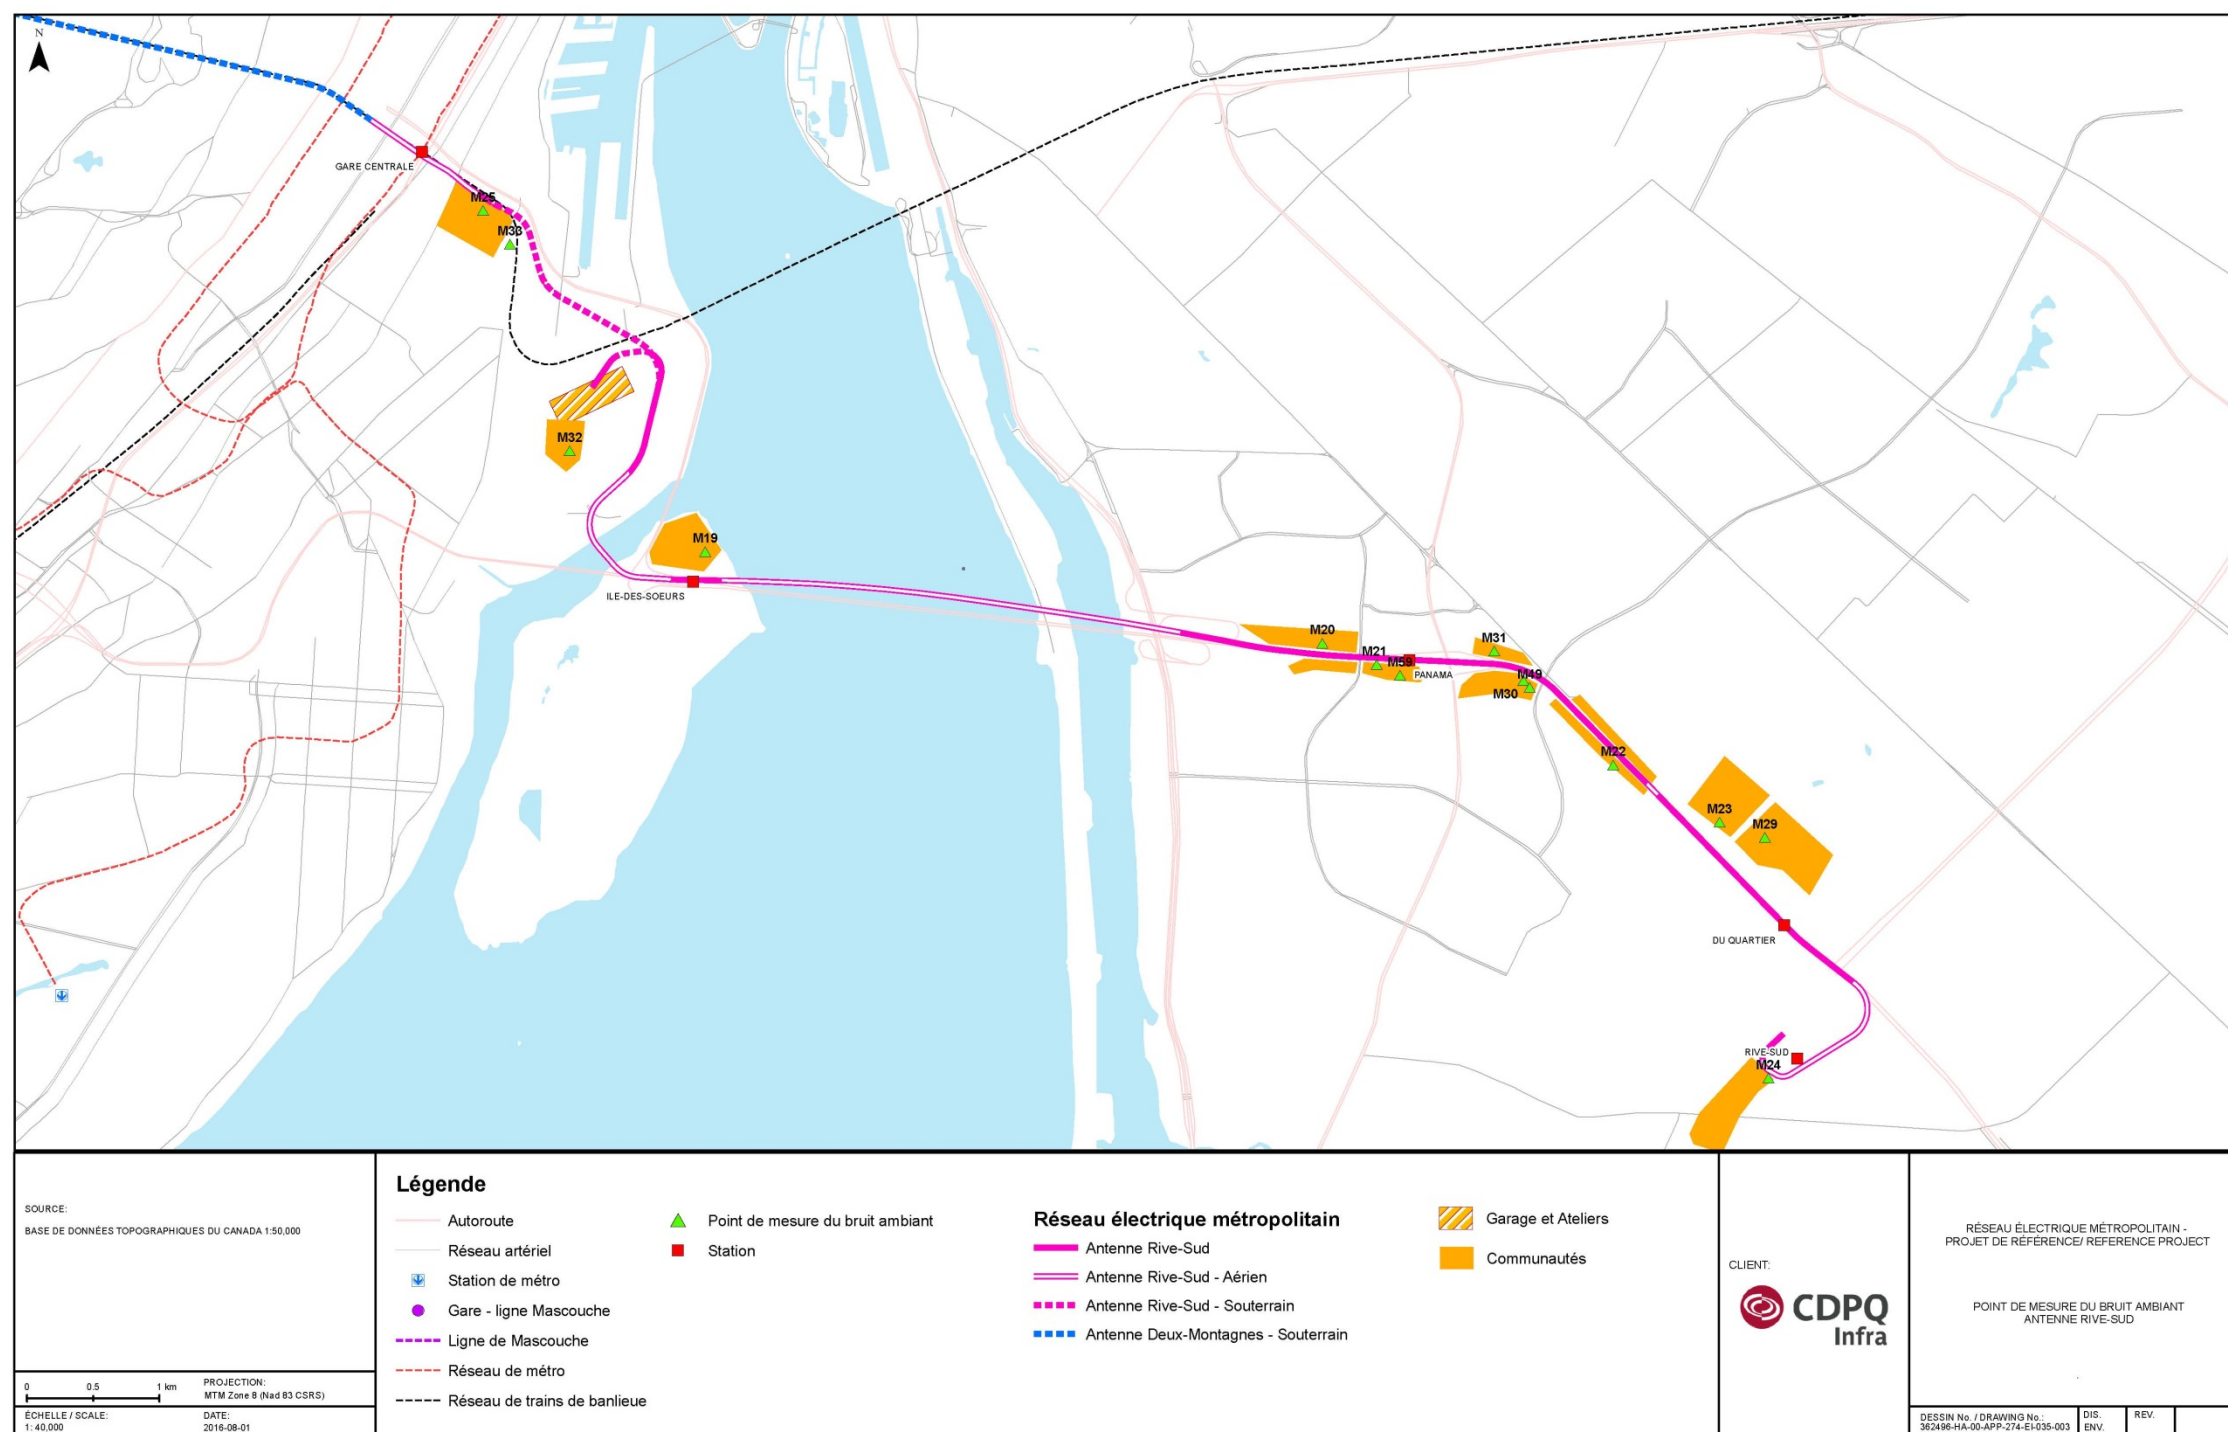 N
GARE CENTRALE
M25
M33
M32
M19
ILE-DES-SOEURS
M20
M21
M59
PANAMA
M31
M49
M30
M22
M23
M29
DU QUARTIER
RIVE-SUD
M24
SOURCE:
BASE DE DONNÉES TOPOGRAPHIQUES DU CANADA 1:50,000
0 0.5 1 km
PROJECTION:
MTM Zone 8 (Nad 83 CSRS)
ÉCHELLE / SCALE:
1: 40,000
DATE:
2016-08-01
Légende
Autoroute
Réseau artériel
Station de métro
Gare - ligne Mascouche
Ligne de Mascouche
Réseau de métro
Réseau de trains de banlieue
Point de mesure du bruit ambiant
Station
Réseau électrique métropolitain
Antenne Rive-Sud
Antenne Rive-Sud - Aérien
Antenne Rive-Sud - Souterrain
Antenne Deux-Montagnes - Souterrain
Garage et Ateliers
Communautés
CLIENT:
CDPQ
Infra
RÉSEAU ÉLECTRIQUE MÉTROPOLITAIN -
PROJET DE RÉFÉRENCE/ REFERENCE PROJECT
POINT DE MESURE DU BRUIT AMBIANT
ANTENNE RIVE-SUD
DESSIN No. / DRAWING No.:
362496-HA-00-APP-274-EI-035-003
DIS.
ENV.
REV.